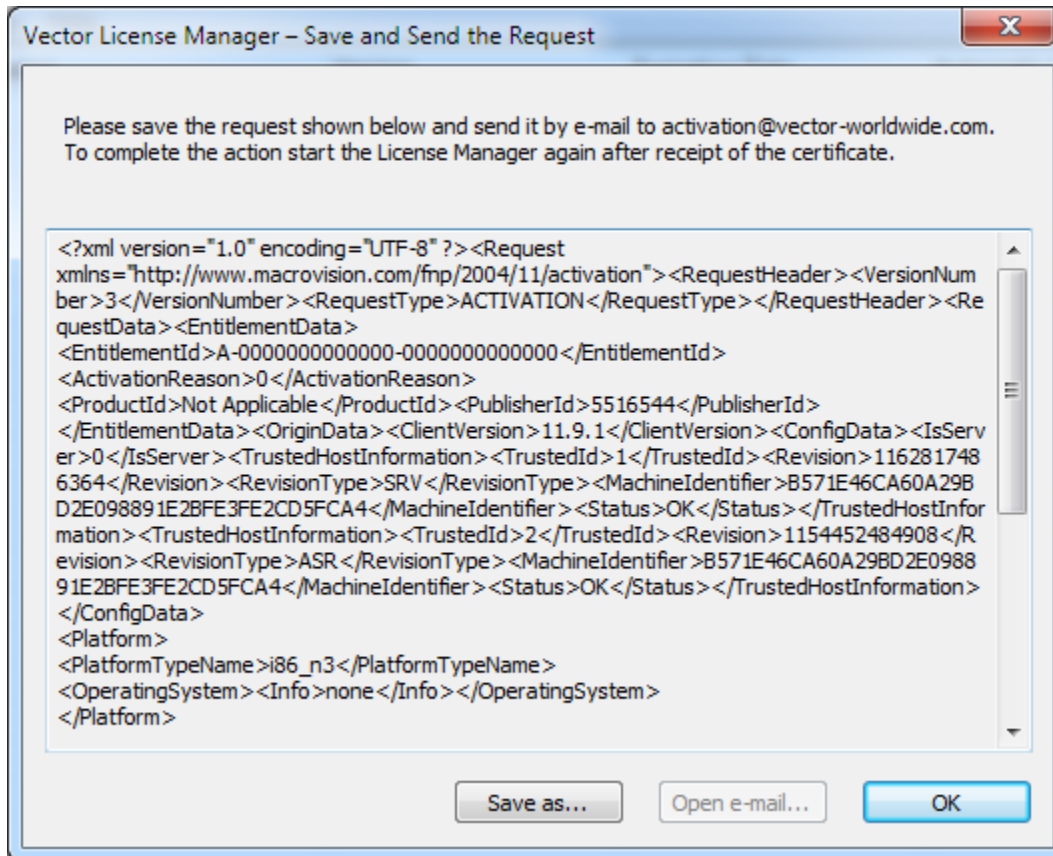 Vector License Manager – Save and Send the Request
Please save the request shown below and send it by e-mail to activation@vector-worldwide.com.
To complete the action start the License Manager again after receipt of the certificate.
<?xml version="1.0" encoding="UTF-8" ?><Request
xmlns="http://www.macrovision.com/fnp/2004/11/activation"><RequestHeader><VersionNum
ber>3</VersionNumber><RequestType>ACTIVATION</RequestType></RequestHeader><Re
questData><EntitlementData>
<EntitlementId>A-0000000000000-0000000000000</EntitlementId>
<ActivationReason>0</ActivationReason>
<ProductId>Not Applicable</ProductId><PublisherId>5516544</PublisherId>
</EntitlementData><OriginData><ClientVersion>11.9.1</ClientVersion><ConfigData><IsServ
er>0</IsServer><TrustedHostInformation><TrustedId>1</TrustedId><Revision>116281748
6364</Revision><RevisionType>SRV</RevisionType><MachineIdentifier>B571E46CA60A29B
D2E098891E2BFE3FE2CD5FCA4</MachineIdentifier><Status>OK</Status></TrustedHostInfor
mation><TrustedHostInformation><TrustedId>2</TrustedId><Revision>1154452484908</R
evision><RevisionType>ASR</RevisionType><MachineIdentifier>B571E46CA60A29BD2E0988
91E2BFE3FE2CD5FCA4</MachineIdentifier><Status>OK</Status></TrustedHostInformation>
</ConfigData>
<Platform>
<PlatformTypeName>i86_n3</PlatformTypeName>
<OperatingSystem><Info>none</Info></OperatingSystem>
</Platform>
Save as...
Open e-mail...
OK